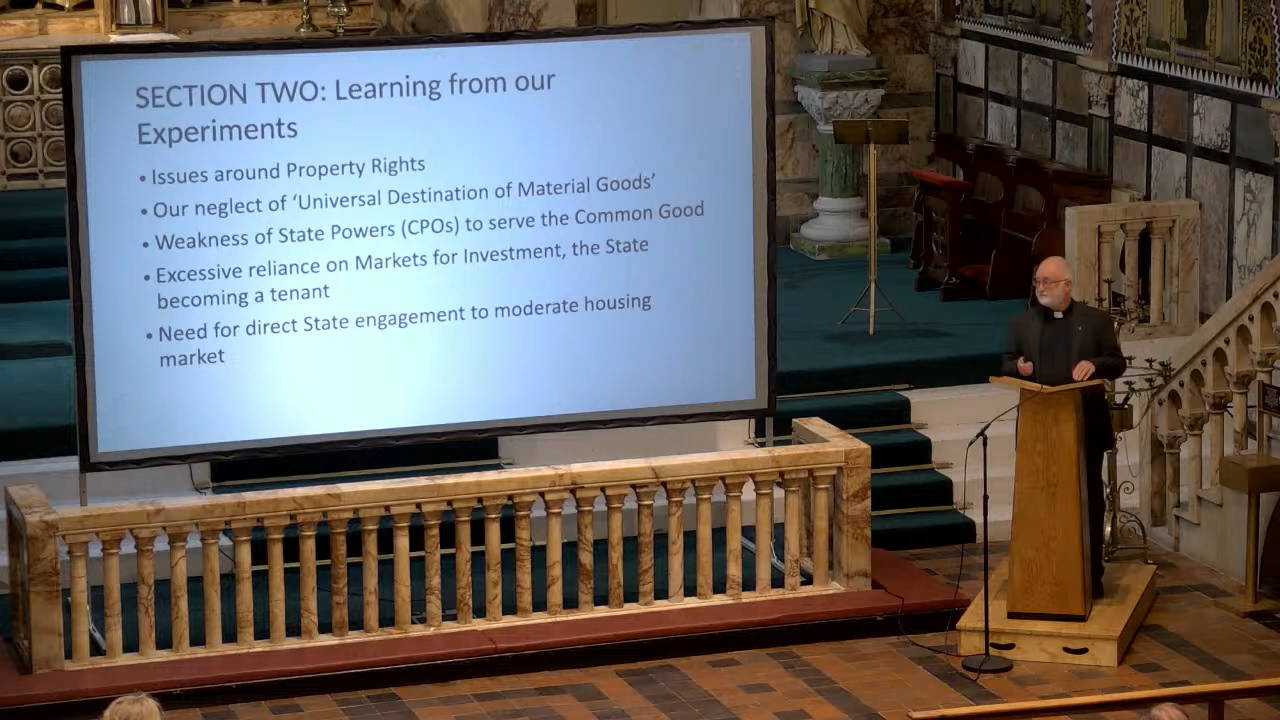 SECTION TWO: Learning from our
Experiments
• Issues around Property Rights
• Our neglect of ‘Universal Destination of Material Goods’
• Weakness of State Powers (CPOs) to serve the Common Good
• Excessive reliance on Markets for Investment, the State
becoming a tenant
• Need for direct State engagement to moderate housing
market